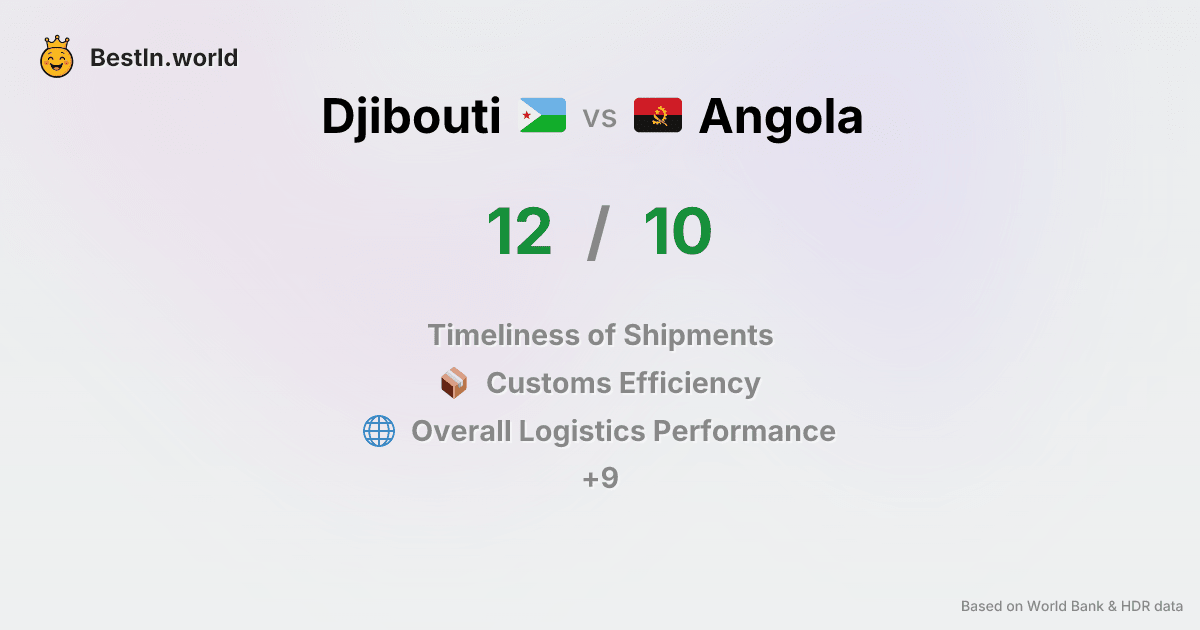 BestIn.world
Djibouti vs Angola
12 / 10
Timeliness of Shipments
Customs Efficiency
Overall Logistics Performance
+9
Based on World Bank & HDR data